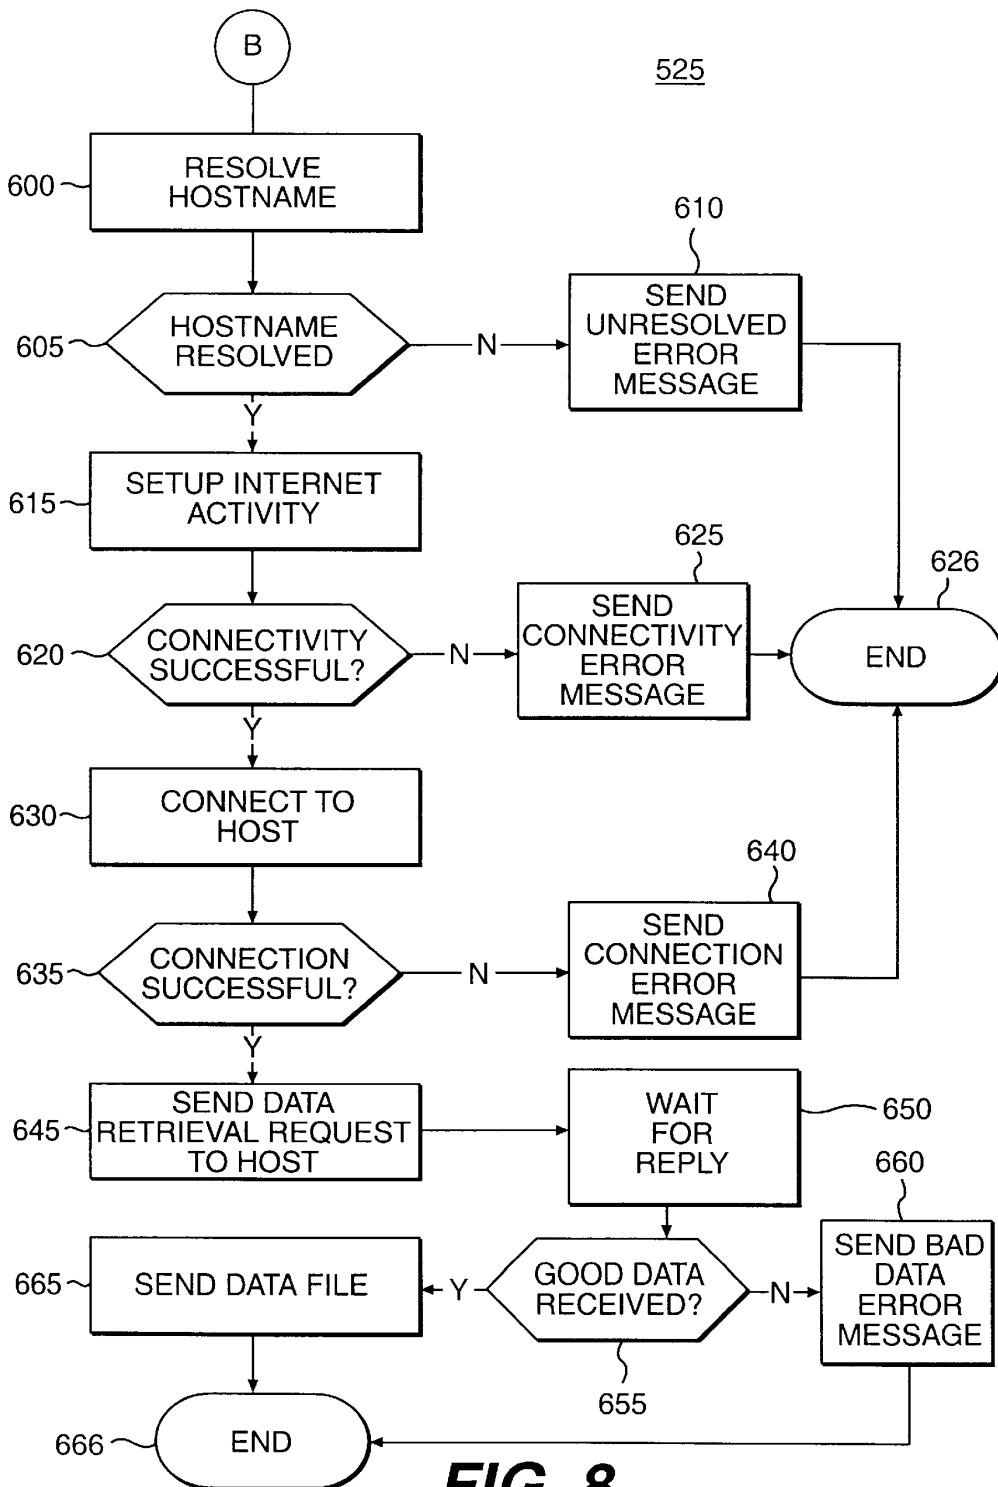 B
525
600
RESOLVE
HOSTNAME
610
605
HOSTNAME
RESOLVED
N
SEND
UNRESOLVED
ERROR
MESSAGE
Y
615
SETUP INTERNET
ACTIVITY
625
626
620
CONNECTIVITY
SUCCESSFUL?
N
SEND
CONNECTIVITY
ERROR
MESSAGE
END
Y
630
CONNECT TO
HOST
640
635
CONNECTION
SUCCESSFUL?
N
SEND
CONNECTION
ERROR
MESSAGE
Y
645
SEND DATA
RETRIEVAL REQUEST
TO HOST
WAIT
FOR
REPLY
650
660
665
SEND DATA FILE
Y
GOOD DATA
RECEIVED?
N
SEND BAD
DATA
ERROR
MESSAGE
655
666
END
FIG. 8